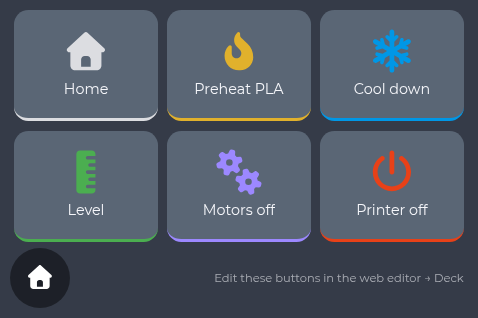 Home
Preheat PLA
Cool down
Level
Motors off
Printer off
Edit these buttons in the web editor → Deck